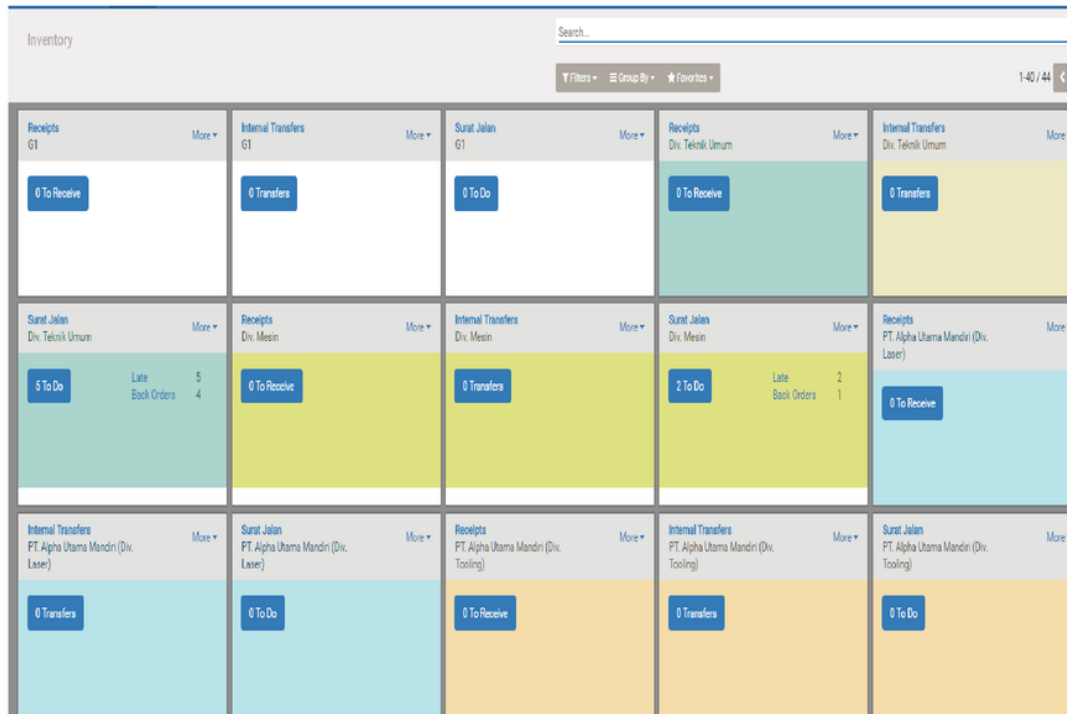 Inventory
Search...
Filters
Group By
Favorites
1-40 / 44
Receipts
G1
More
0 To Receive
Internal Transfers
G1
More
0 Transfers
Surat Jalan
G1
More
0 To Do
Receipts
Div. Teknik Umum
More
0 To Receive
Internal Transfers
Div. Teknik Umum
More
0 Transfers
Surat Jalan
Div. Teknik Umum
More
5 To Do
Late 5
Back Orders 4
Receipts
Div. Mesin
More
0 To Receive
Internal Transfers
Div. Mesin
More
0 Transfers
Surat Jalan
Div. Mesin
More
2 To Do
Late 2
Back Orders 1
Receipts
PT. Alpha Utama Mandiri (Div.
Laser)
More
0 To Receive
Internal Transfers
PT. Alpha Utama Mandiri (Div.
Laser)
More
0 Transfers
Surat Jalan
PT. Alpha Utama Mandiri (Div.
Laser)
More
0 To Do
Receipts
PT. Alpha Utama Mandiri (Div.
Tooling)
More
0 To Receive
Internal Transfers
PT. Alpha Utama Mandiri (Div.
Tooling)
More
0 Transfers
Surat Jalan
PT. Alpha Utama Mandiri (Div.
Tooling)
More
0 To Do